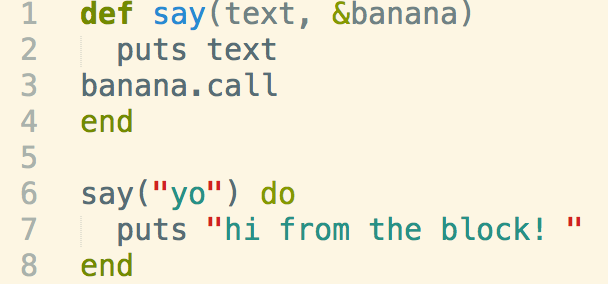 1 def say(text, &banana)
2   puts text
3 banana.call
4 end
5
6 say("yo") do
7   puts "hi from the block! "
8 end